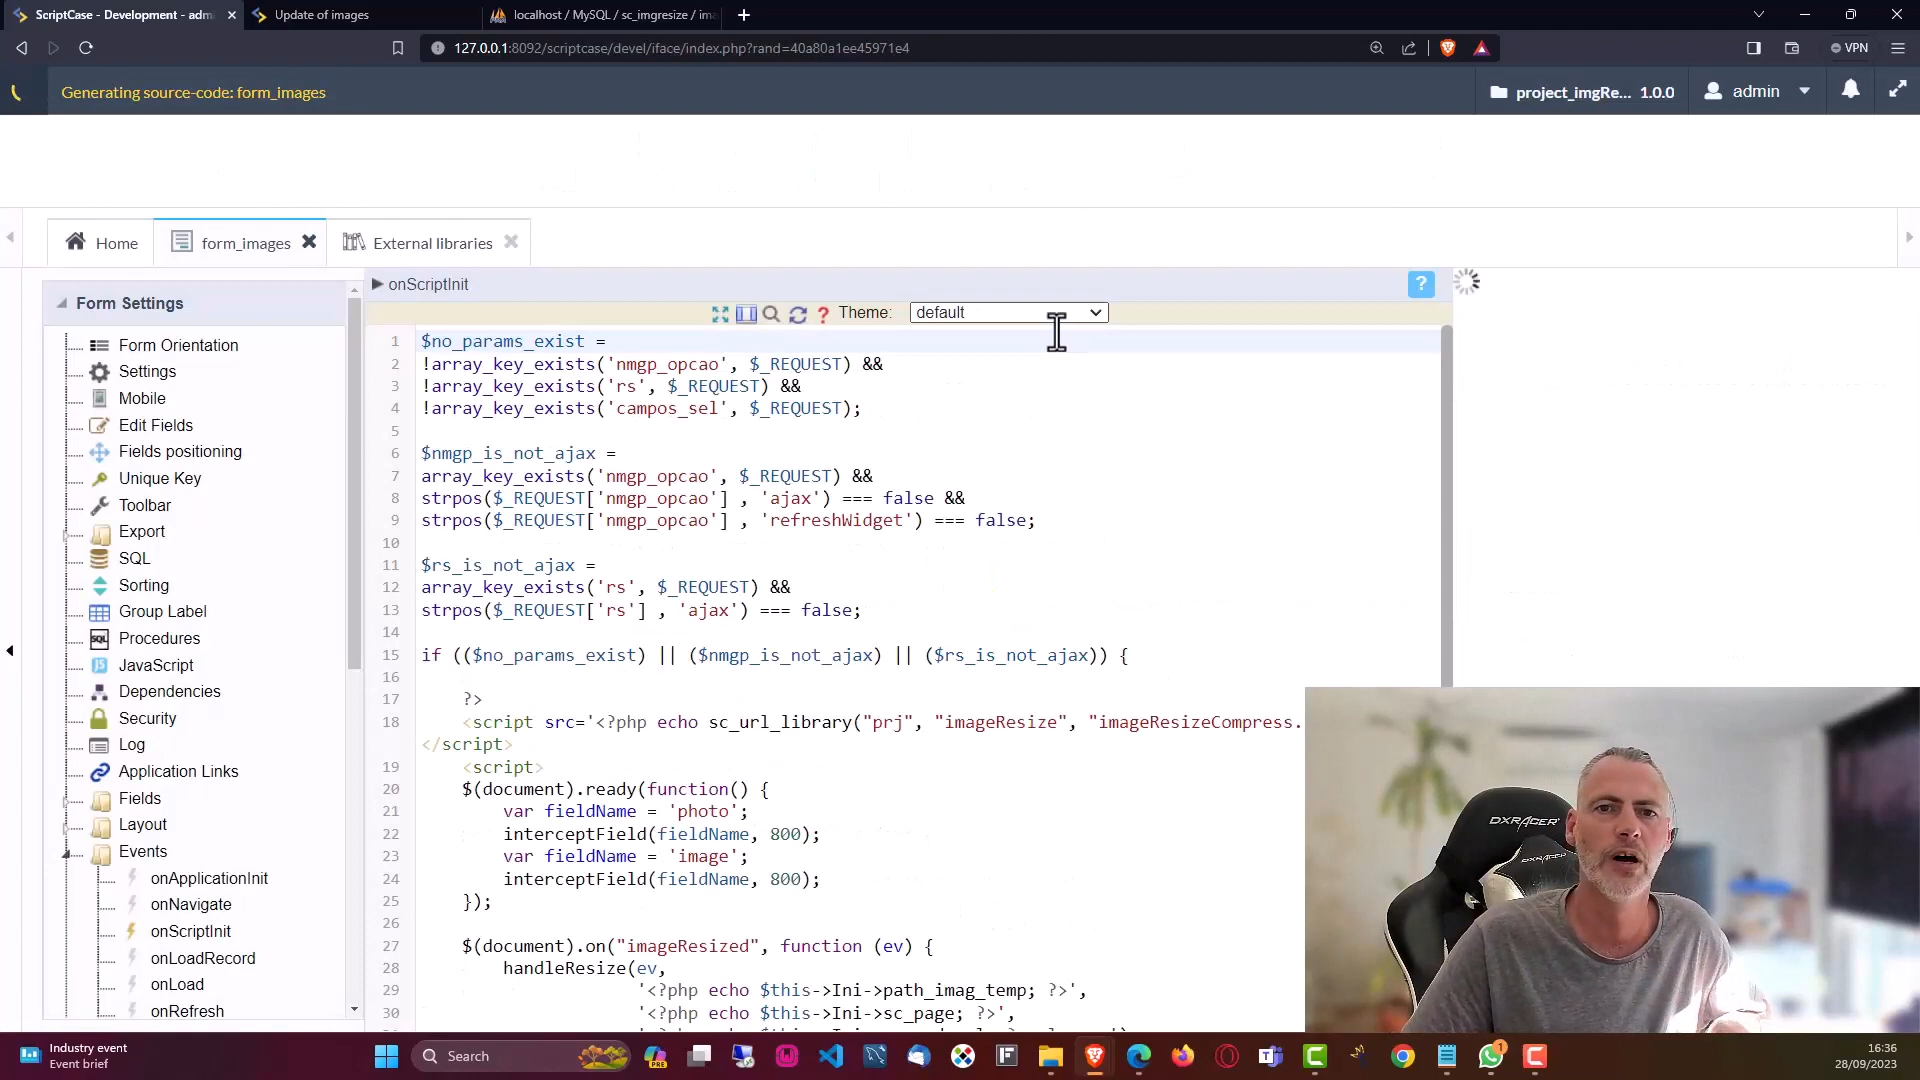 ScriptCase - Development - adm
Update of images
localhost / MySQL / sc_imgresize / im
127.0.0.1:8092/scriptcase/devel/iface/index.php?rand=40a80a1ee45971e4
VPN
Generating source-code: form_images
project_imgRe... 1.0.0
admin
Home
form_images
External libraries
Form Settings
Form Orientation
Settings
Mobile
Edit Fields
Fields positioning
Unique Key
Toolbar
Export
SQL
Sorting
Group Label
Procedures
JavaScript
Dependencies
Security
Log
Application Links
Fields
Layout
Events
onApplicationInit
onNavigate
onScriptInit
onLoadRecord
onLoad
onRefresh
onScriptInit
?
? Theme: default
1 $no_params_exist =
2 !array_key_exists('nmgp_opcao', $_REQUEST) &&
3 !array_key_exists('rs', $_REQUEST) &&
4 !array_key_exists('campos_sel', $_REQUEST);
5
6 $nmgp_is_not_ajax =
7 array_key_exists('nmgp_opcao', $_REQUEST) &&
8 strpos($_REQUEST['nmgp_opcao'] , 'ajax') === false &&
9 strpos($_REQUEST['nmgp_opcao'] , 'refreshWidget') === false;
10
11 $rs_is_not_ajax =
12 array_key_exists('rs', $_REQUEST) &&
13 strpos($_REQUEST['rs'] , 'ajax') === false;
14
15 if (($no_params_exist) || ($nmgp_is_not_ajax) || ($rs_is_not_ajax)) {
16
17 ?>
18 <script src='<?php echo sc_url_library("prj", "imageResize", "imageResizeCompress.
</script>
19 <script>
20 $(document).ready(function() {
21 var fieldName = 'photo';
22 interceptField(fieldName, 800);
23 var fieldName = 'image';
24 interceptField(fieldName, 800);
25 });
26
27 $(document).on("imageResized", function (ev) {
28 handleResize(ev,
29 '<?php echo $this->Ini->path_imag_temp; ?>',
30 '<?php echo $this->Ini->sc_page; ?>',
DXRACER
DXRACER
Industry event
Event brief
Search
PRE
1
16:36
28/09/2023